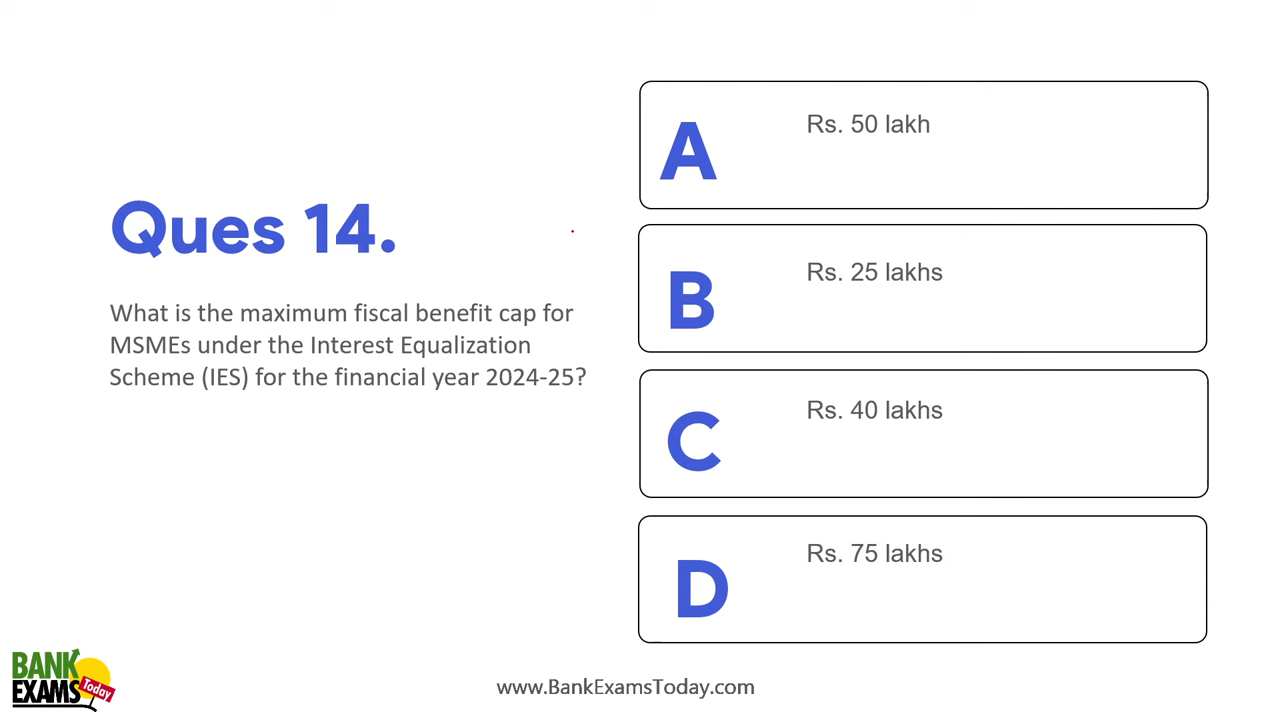 Ques 14.
What is the maximum fiscal benefit cap for
MSMEs under the Interest Equalization
Scheme (IES) for the financial year 2024-25?
A
Rs. 50 lakh
B
Rs. 25 lakhs
C
Rs. 40 lakhs
D
Rs. 75 lakhs
BANK
EXAMS
Today
www.BankExamsToday.com